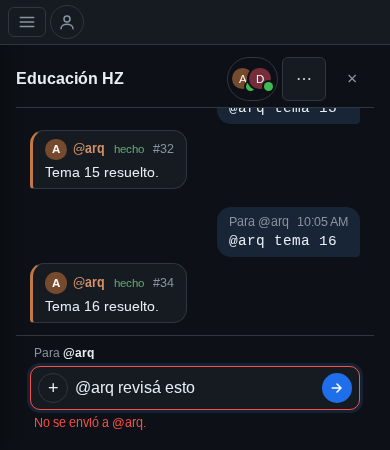 Educación HZ
A D
@arq tema 15
A @arq hecho #32
Tema 15 resuelto.
Para @arq 10:05 AM
@arq tema 16
A @arq hecho #34
Tema 16 resuelto.
Para @arq
@arq revisá esto
No se envió a @arq.